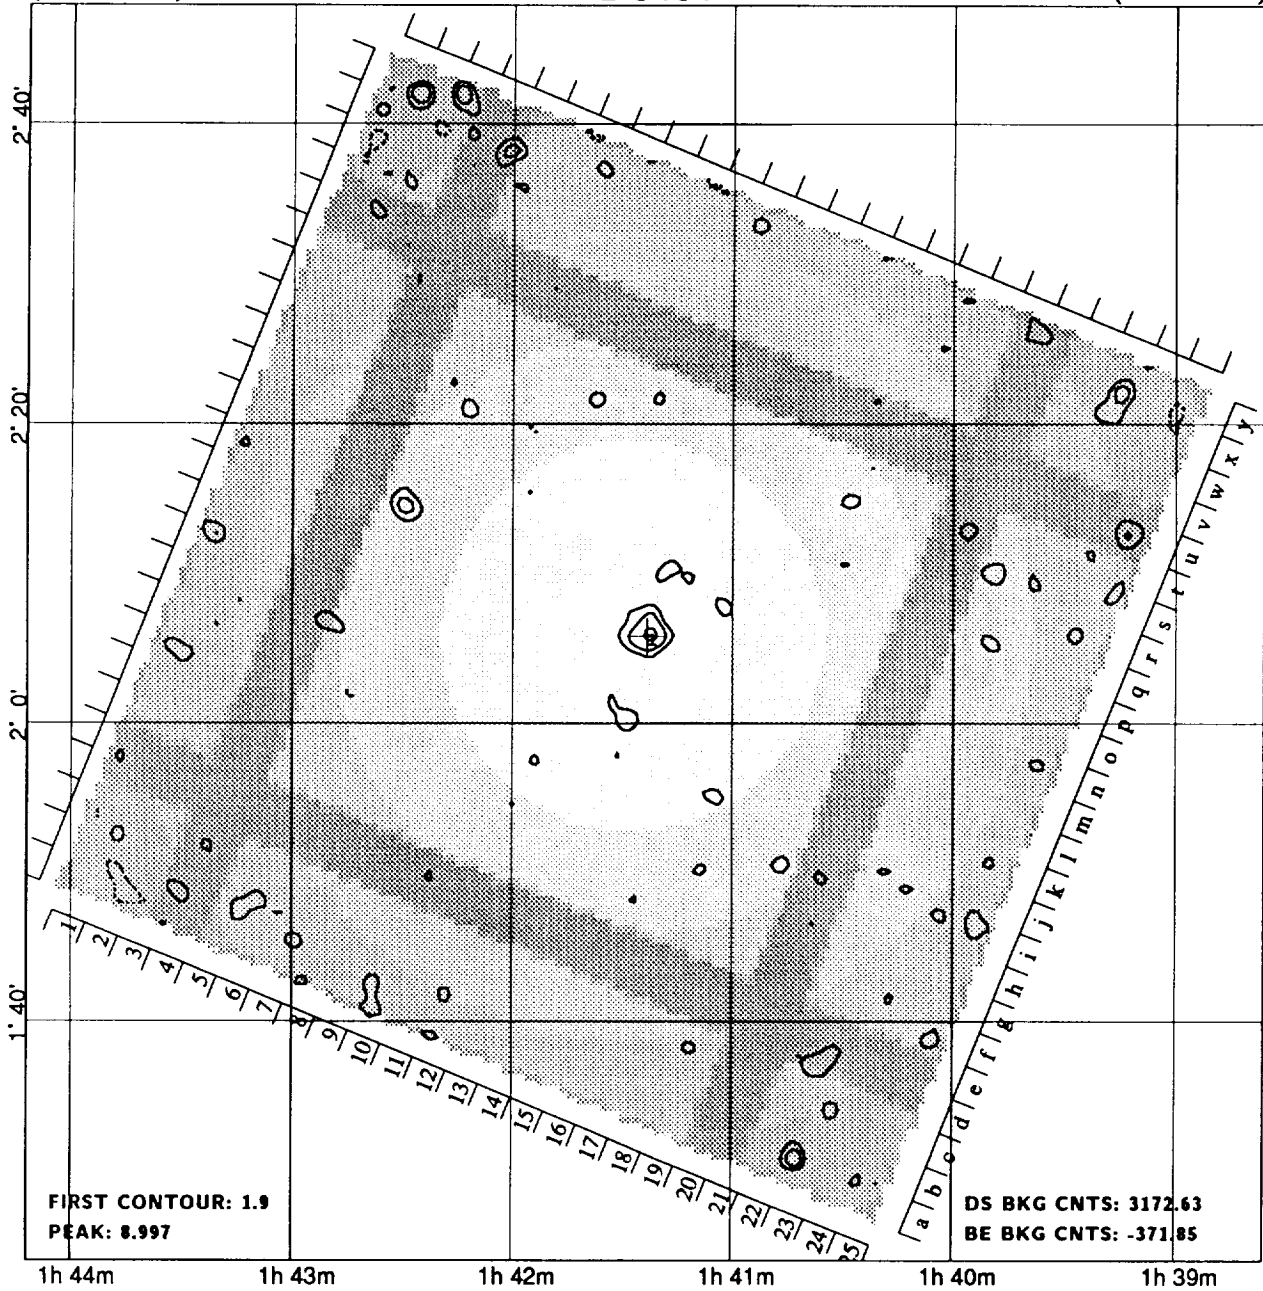 2° 40'
2° 20'
2° 0'
1° 40'
1 2 3 4 5 6 7 8 9 10 11 12 13 14 15 16 17 18 19 20 21 22 23 24 25
a b c d e f g h i j k l m n o p q r s t u v w x y
FIRST CONTOUR: 1.9
PEAK: 8.997
DS BKG CNTS: 3172.63
BE BKG CNTS: -371.85
1h 44m 1h 43m 1h 42m 1h 41m 1h 40m 1h 39m